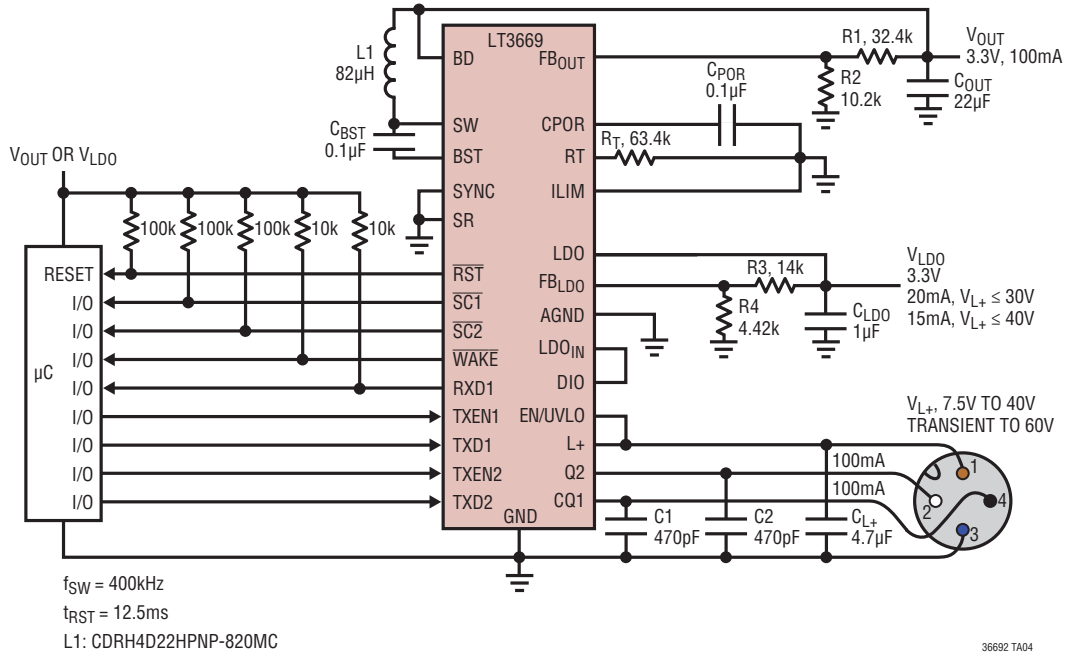 LT3669
BD
SW
BST
SYNC
SR
RST
SC1
SC2
WAKE
RXD1
TXEN1
TXD1
TXEN2
TXD2
GND
FBOUT
CPOR
RT
ILIM
LDO
FBLDO
AGND
LDOIN
DIO
EN/UVLO
L+
Q2
CQ1
L1
82µH
CBST
0.1µF
VOUT OR VLDO
100k
100k
100k
10k
10k
µC
RESET
I/O
I/O
I/O
I/O
I/O
I/O
I/O
I/O
R1, 32.4k
R2
10.2k
VOUT
3.3V, 100mA
COUT
22µF
CPOR
0.1µF
RT, 63.4k
R3, 14k
R4
4.42k
VLDO
3.3V
20mA, VL+ ≤ 30V
15mA, VL+ ≤ 40V
CLDO
1µF
VL+, 7.5V TO 40V
TRANSIENT TO 60V
100mA
100mA
1
2
4
3
C1
470pF
C2
470pF
CL+
4.7µF
fSW = 400kHz
tRST = 12.5ms
L1: CDRH4D22HPNP-820MC
36692 TA04